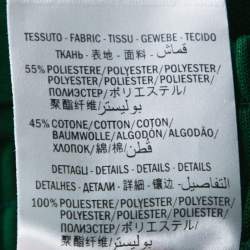 TESSUTO - FABRIC - TISSU - GEWEBE - TECIDO
ТКАНЬ - 表地 - 面料 - قماش
55% POLIESTERE/POLYESTER/POLYESTER/
POLYESTER/POLIÉSTER/POLIÉSTER/
ПОЛИЭСТЕР/ポリエステル/
聚酯纤维/بوليستر
45% COTONE/COTTON/COTON/
BAUMWOLLE/ALGODÓN/ALGODÃO/
ХЛОПОК/綿/棉/قطن
DETTAGLI - DETAILS - DETAILS - DETAILS
DETALHES - ДЕТАЛИ - 詳細 - 镶边 - التفاصيل
100% POLIESTERE/POLYESTER/POLYESTER/
POLYESTER/POLIÉSTER/POLIÉSTER/
ПОЛИЭСТЕР/ポリエステル/
聚酯纤维/بوليستر